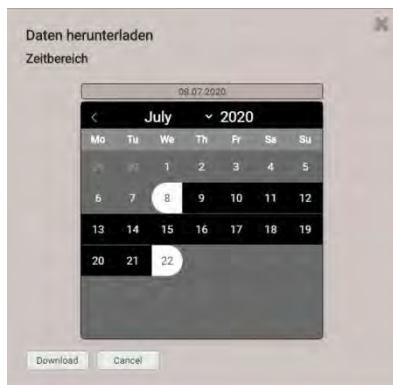 Daten herunterladen
Zeitbereich
08.07.2020
July 2020
Mo Tu We Th Fr Sa Su
29 30 1 2 3 4 5
6 7 8 9 10 11 12
13 14 15 16 17 18 19
20 21 22
Download Cancel